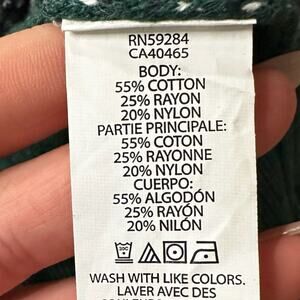 RN59284
CA40465
BODY:
55% COTTON
25% RAYON
20% NYLON
PARTIE PRINCIPALE:
55% COTON
25% RAYONNE
20% NYLON
CUERPO:
55% ALGODÓN
25% RAYÓN
20% NILÓN
WASH WITH LIKE COLORS.
LAVER AVEC DES